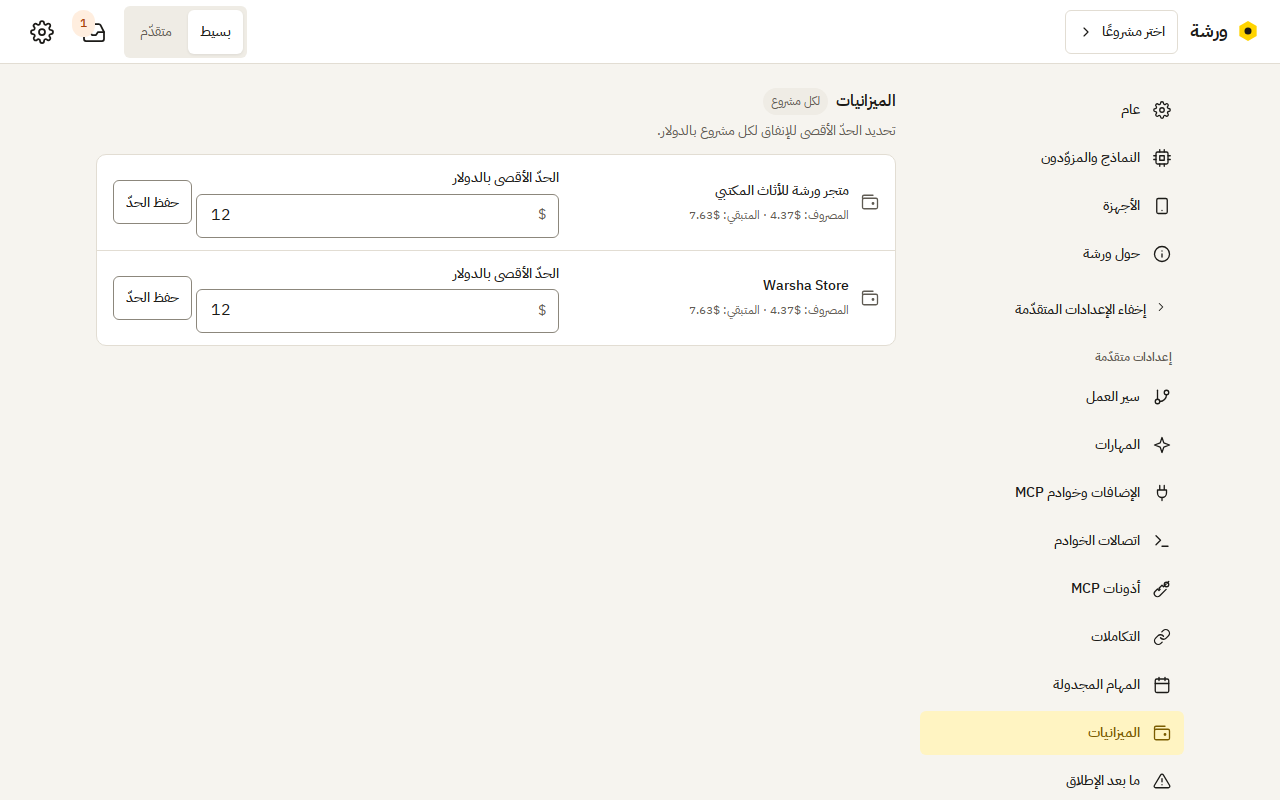 ورشة
اختر مشروعًا
بسيط
متقدّم
1
عام
النماذج والمزوّدون
الأجهزة
حول ورشة
إخفاء الإعدادات المتقدّمة
إعدادات متقدّمة
سير العمل
المهارات
الإضافات وخوادم MCP
اتصالات الخوادم
أذونات MCP
التكاملات
المهام المجدولة
الميزانيات
ما بعد الإطلاق
الميزانيات
لكل مشروع
تحديد الحدّ الأقصى للإنفاق لكل مشروع بالدولار.
متجر ورشة للأثاث المكتبي
المصروف: $4.37 · المتبقي: $7.63
الحدّ الأقصى بالدولار
$ 12
حفظ الحدّ
Warsha Store
المصروف: $4.37 · المتبقي: $7.63
الحدّ الأقصى بالدولار
$ 12
حفظ الحدّ